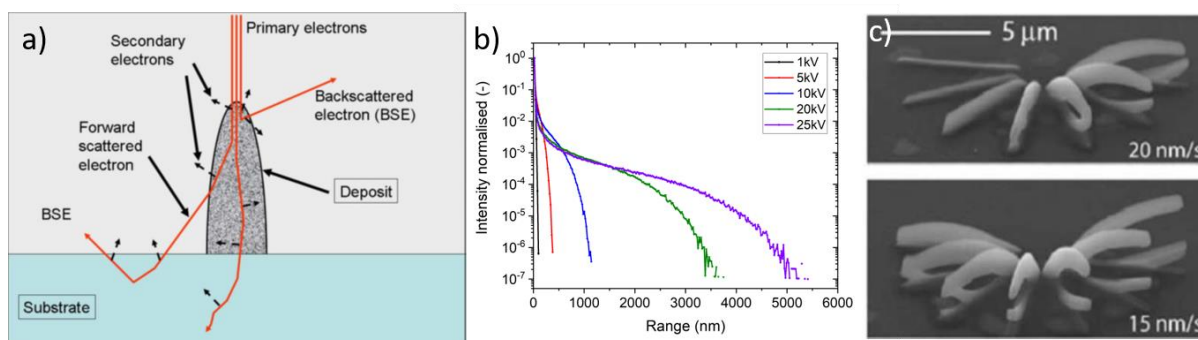 a)
Primary electrons
Secondary
electrons
Backscattered
electron (BSE)
Forward
scattered
electron
Deposit
BSE
Substrate
b)
10⁰
10⁻¹
10⁻²
10⁻³
10⁻⁴
10⁻⁵
10⁻⁶
10⁻⁷
Intensity normalised (-)
1kV
5kV
10kV
20kV
25kV
0 1000 2000 3000 4000 5000 6000
Range (nm)
c)
5 µm
20 nm/s
15 nm/s